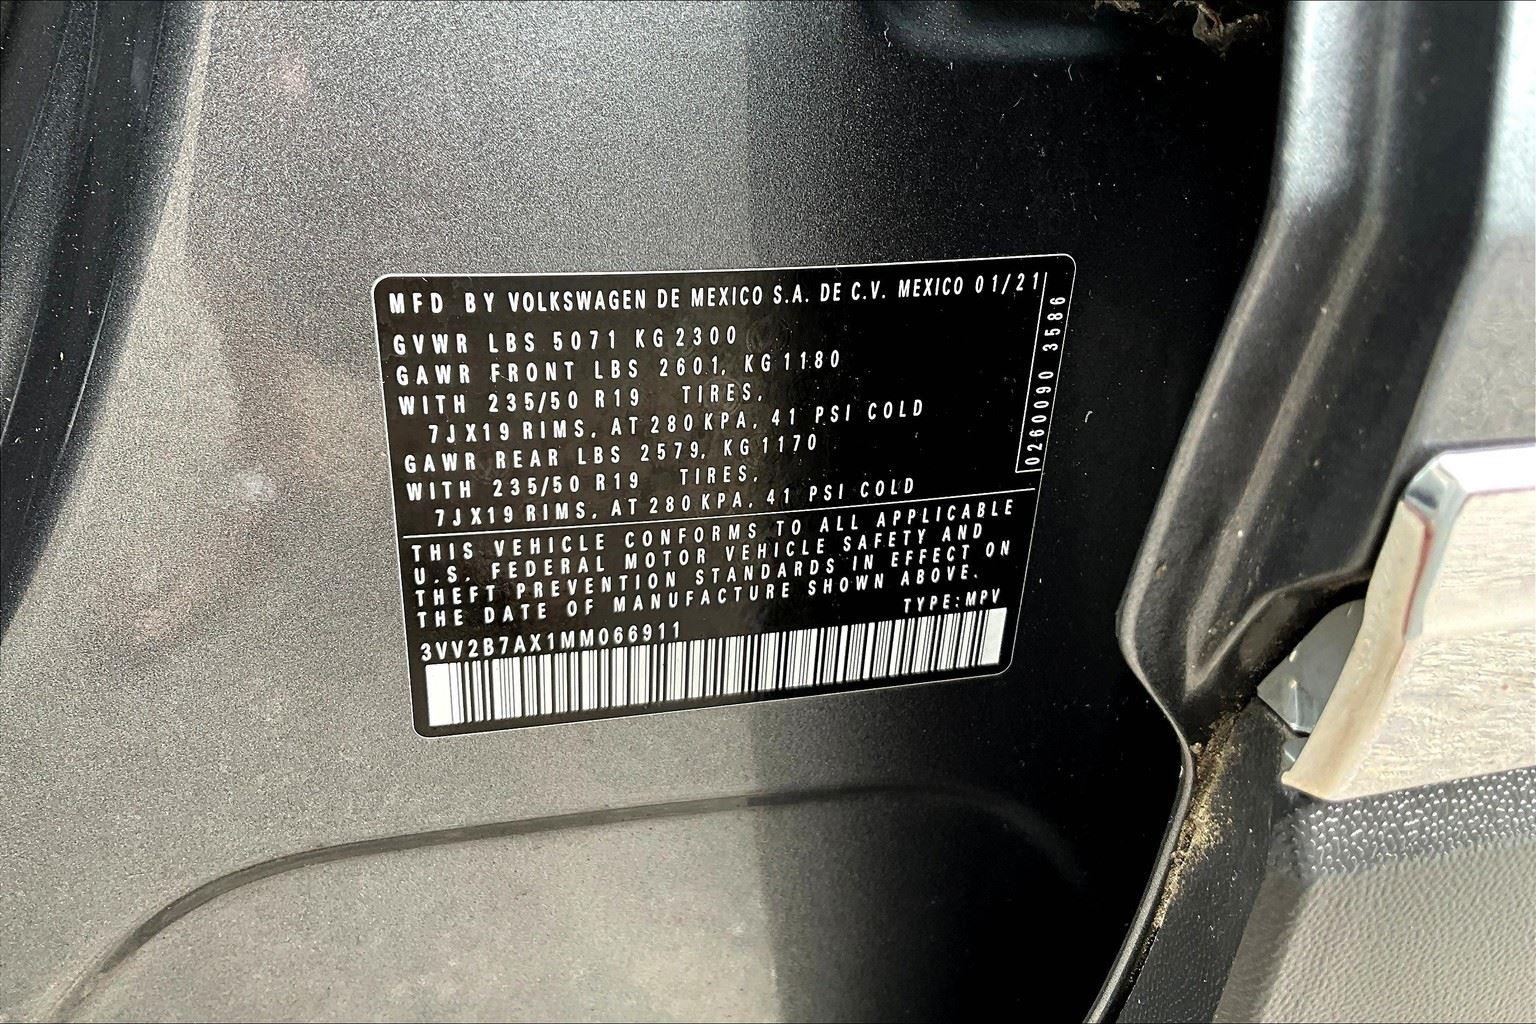 MFD BY VOLKSWAGEN DE MEXICO S.A. DE C.V. MEXICO 01/21
GVWR LBS 5071 KG 2300
GAWR FRONT LBS 2601, KG 1180
WITH 235/50 R19 TIRES,
7JX19 RIMS, AT 280 KPA, 41 PSI COLD
GAWR REAR LBS 2579, KG 1170
WITH 235/50 R19 TIRES,
7JX19 RIMS, AT 280 KPA, 41 PSI COLD
0260090 3586
THIS VEHICLE CONFORMS TO ALL APPLICABLE
U.S. FEDERAL MOTOR VEHICLE SAFETY AND
THEFT PREVENTION STANDARDS IN EFFECT ON
THE DATE OF MANUFACTURE SHOWN ABOVE.
TYPE: MPV
3VV2B7AX1MM066911